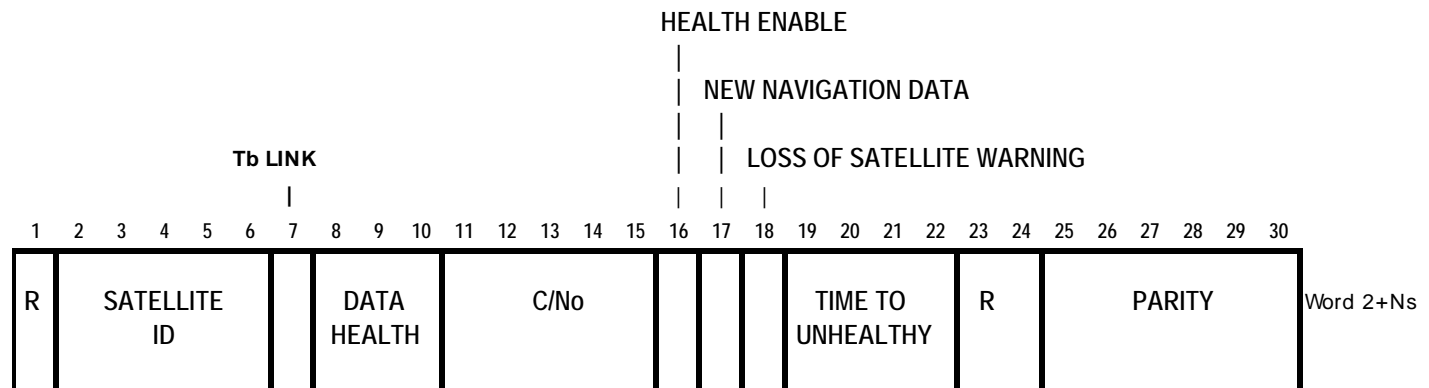 HEALTH ENABLE
NEW NAVIGATION DATA
Tb LINK
LOSS OF SATELLITE WARNING
1 2 3 4 5 6 7 8 9 10 11 12 13 14 15 16 17 18 19 20 21 22 23 24 25 26 27 28 29 30
R SATELLITE DATA C/No TIME TO R PARITY Word 2+Ns
ID HEALTH UNHEALTHY